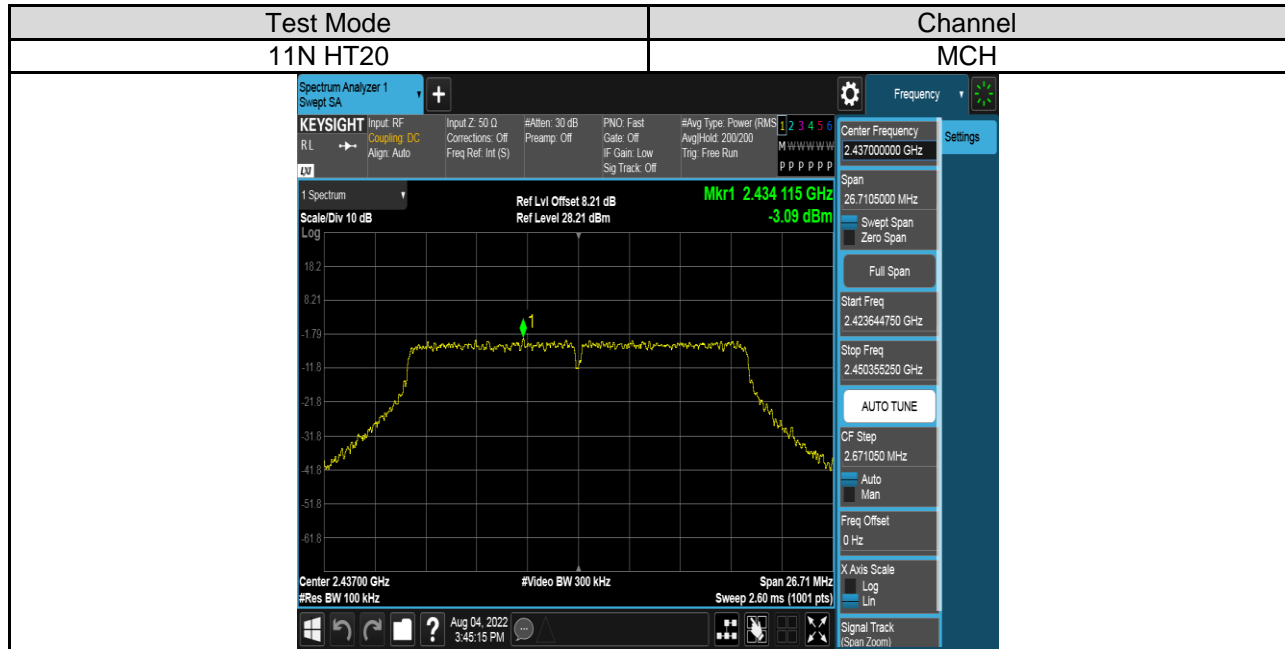 Test Mode Channel
11N HT20 MCH
Spectrum Analyzer 1
Swept SA
+
Frequency
KEYSIGHT Input: RF Input Z: 50 Ω #Atten: 30 dB PNO: Fast #Avg Type: Power (RMS 1 2 3 4 5 6
RL Coupling: DC Corrections: Off Preamp: Off Gate: Off Avg|Hold: 200/200 M W W W W W
Align: Auto Freq Ref: Int (S) IF Gain: Low Trig: Free Run
LXI Sig Track: Off P P P P P P
1 Spectrum
Scale/Div 10 dB
Log
Ref Lvl Offset 8.21 dB
Ref Level 28.21 dBm
Mkr1 2.434 115 GHz
-3.09 dBm
18.2
8.21
-1.79
-11.8
-21.8
-31.8
-41.8
-51.8
-61.8
1
Center 2.43700 GHz #Video BW 300 kHz Span 26.71 MHz
#Res BW 100 kHz Sweep 2.60 ms (1001 pts)
?
Aug 04, 2022
3:45:15 PM
Settings
Center Frequency
2.437000000 GHz
Span
26.7105000 MHz
Swept Span
Zero Span
Full Span
Start Freq
2.423644750 GHz
Stop Freq
2.450355250 GHz
AUTO TUNE
CF Step
2.671050 MHz
Auto
Man
Freq Offset
0 Hz
X Axis Scale
Log
Lin
Signal Track
(Span Zoom)